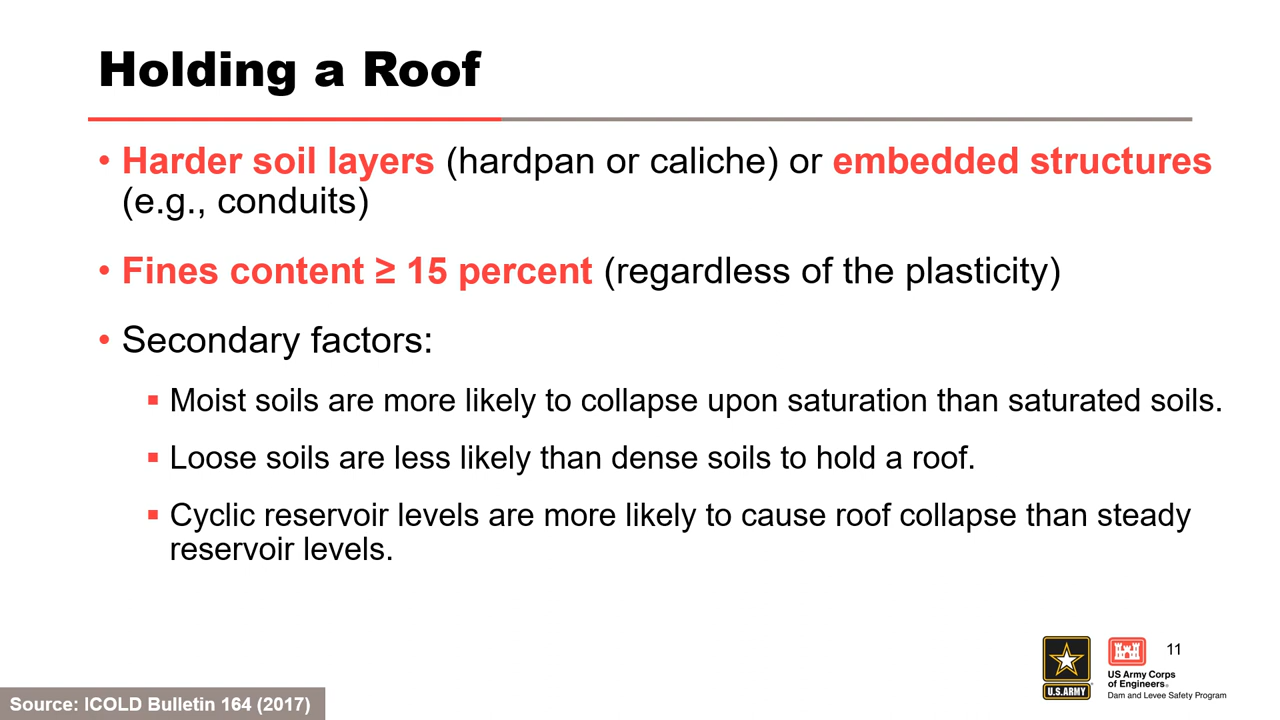 Holding a Roof
• Harder soil layers (hardpan or caliche) or embedded structures
(e.g., conduits)
• Fines content ≥ 15 percent (regardless of the plasticity)
• Secondary factors:
▪ Moist soils are more likely to collapse upon saturation than saturated soils.
▪ Loose soils are less likely than dense soils to hold a roof.
▪ Cyclic reservoir levels are more likely to cause roof collapse than steady
reservoir levels.
U.S. ARMY
11
US Army Corps
of Engineers®
Dam and Levee Safety Program
Source: ICOLD Bulletin 164 (2017)